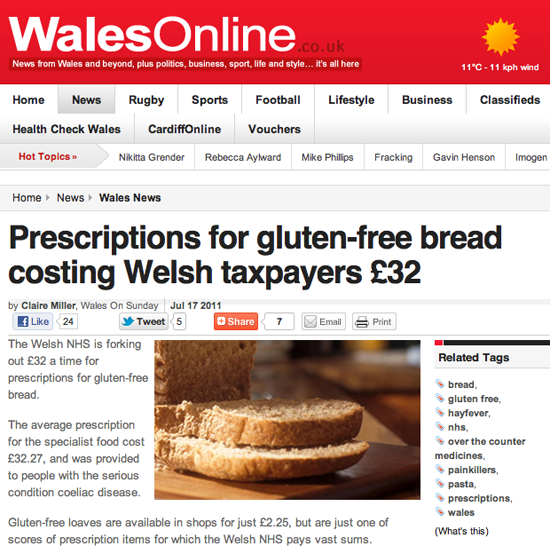 WalesOnline.co.uk
News from Wales and beyond, plus politics, business, sport, life and style... it's all here
11°C - 11 kph wind
Home News Rugby Sports Football Lifestyle Business Classifieds
Health Check Wales CardiffOnline Vouchers
Hot Topics » Nikitta Grender Rebecca Aylward Mike Phillips Fracking Gavin Henson Imogen
Home News Wales News
Prescriptions for gluten-free bread
costing Welsh taxpayers £32
by Claire Miller, Wales On Sunday Jul 17 2011
Like 24 Tweet 5 Share 7 Email Print
The Welsh NHS is forking
out £32 a time for
prescriptions for gluten-free
bread.
The average prescription
for the specialist food cost
£32.27, and was provided
to people with the serious
condition coeliac disease.
Gluten-free loaves are available in shops for just £2.25, but are just one of
scores of prescription items for which the Welsh NHS pays vast sums.
Related Tags
bread,
gluten free,
hayfever,
nhs,
over the counter
medicines,
painkillers,
pasta,
prescriptions,
wales
(What's this)